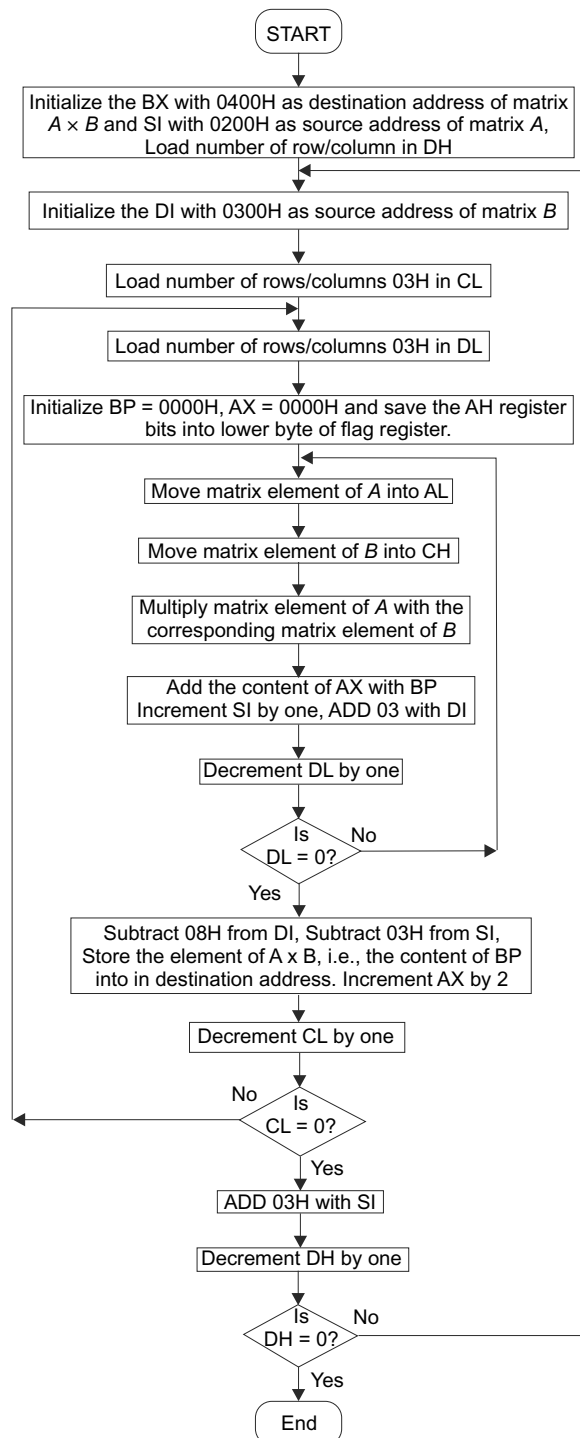 START
Initialize the BX with 0400H as destination address of matrix
A × B and SI with 0200H as source address of matrix A,
Load number of row/column in DH
Initialize the DI with 0300H as source address of matrix B
Load number of rows/columns 03H in CL
Load number of rows/columns 03H in DL
Initialize BP = 0000H, AX = 0000H and save the AH register
bits into lower byte of flag register.
Move matrix element of A into AL
Move matrix element of B into CH
Multiply matrix element of A with the
corresponding matrix element of B
Add the content of AX with BP
Increment SI by one, ADD 03 with DI
Decrement DL by one
Is
DL = 0?
No
Yes
Subtract 08H from DI, Subtract 03H from SI,
Store the element of A x B, i.e., the content of BP
into in destination address. Increment AX by 2
Decrement CL by one
No
Is
CL = 0?
Yes
ADD 03H with SI
Decrement DH by one
Is
DH = 0?
No
Yes
End